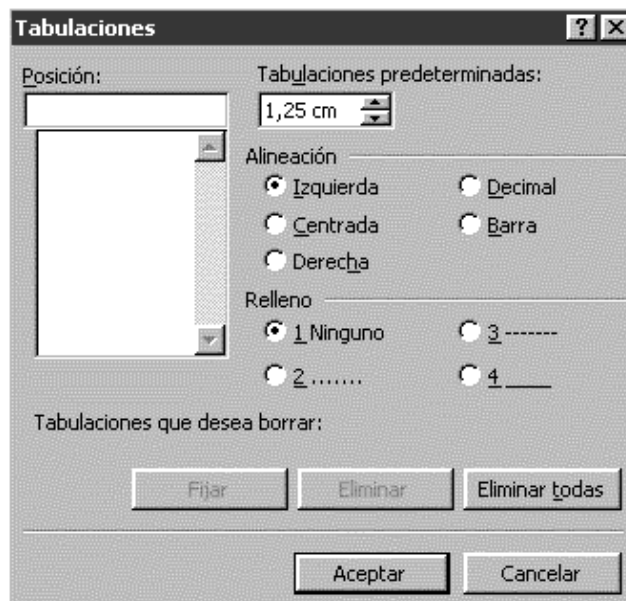 Tabulaciones
Posición:
Tabulaciones predeterminadas:
1,25 cm
Alineación
Izquierda
Decimal
Centrada
Barra
Derecha
Relleno
1 Ninguno
3 -------
2 .......
4 ____
Tabulaciones que desea borrar:
Fijar
Eliminar
Eliminar todas
Aceptar
Cancelar